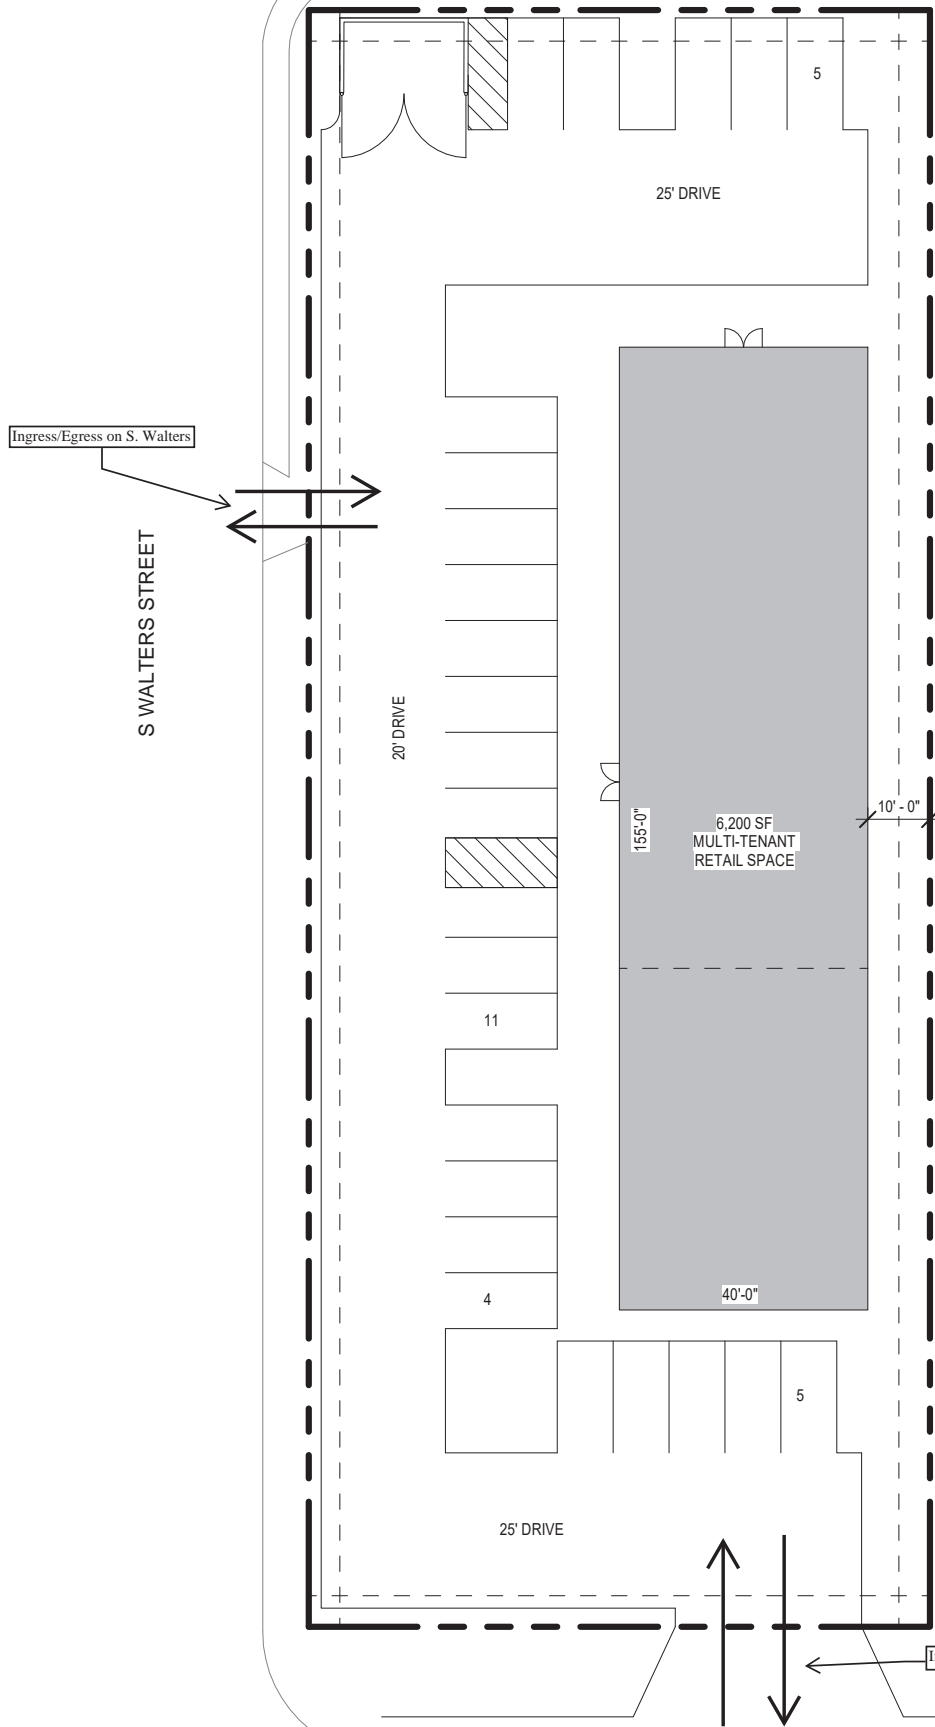 5
25' DRIVE
Ingress/Egress on S. Walters
S WALTERS STREET
20' DRIVE
10' - 0"
155'-0"
6,200 SF
MULTI-TENANT
RETAIL SPACE
11
4
40'-0"
5
25' DRIVE